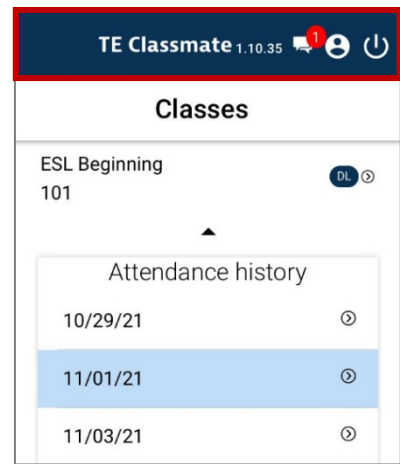 TE Classmate 1.10.35 1
Classes
ESL Beginning
101
DL
Attendance history
10/29/21
11/01/21
11/03/21